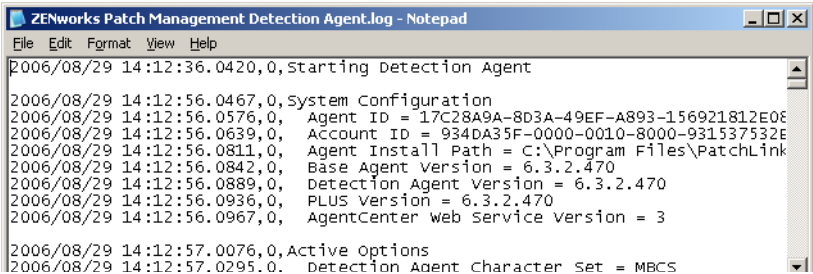 ZENworks Patch Management Detection Agent.log - Notepad
File Edit Format View Help
2006/08/29 14:12:36.0420,0,Starting Detection Agent
2006/08/29 14:12:56.0467,0,System Configuration
2006/08/29 14:12:56.0576,0, Agent ID = 17C28A9A-8D3A-49EF-A893-156921812E08
2006/08/29 14:12:56.0639,0, Account ID = 934DA35F-0000-0010-8000-931537532E
2006/08/29 14:12:56.0811,0, Agent Install Path = C:\Program Files\PatchLink
2006/08/29 14:12:56.0842,0, Base Agent Version = 6.3.2.470
2006/08/29 14:12:56.0889,0, Detection Agent Version = 6.3.2.470
2006/08/29 14:12:56.0936,0, PLUS Version = 6.3.2.470
2006/08/29 14:12:56.0967,0, AgentCenter Web Service Version = 3
2006/08/29 14:12:57.0076,0,Active Options
2006/08/29 14:12:57.0295,0, Detection Agent Character Set = MBCS